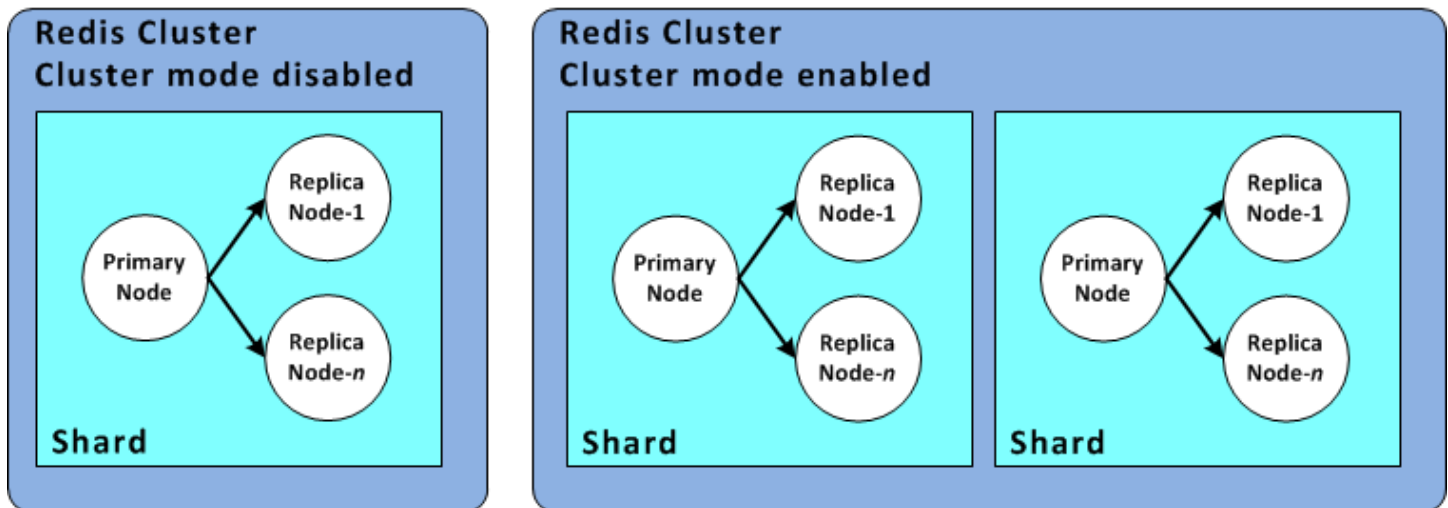 Redis Cluster
Cluster mode disabled
Replica
Node-1
Primary
Node
Replica
Node-n
Shard
Redis Cluster
Cluster mode enabled
Replica
Node-1
Primary
Node
Replica
Node-n
Shard
Replica
Node-1
Primary
Node
Replica
Node-n
Shard